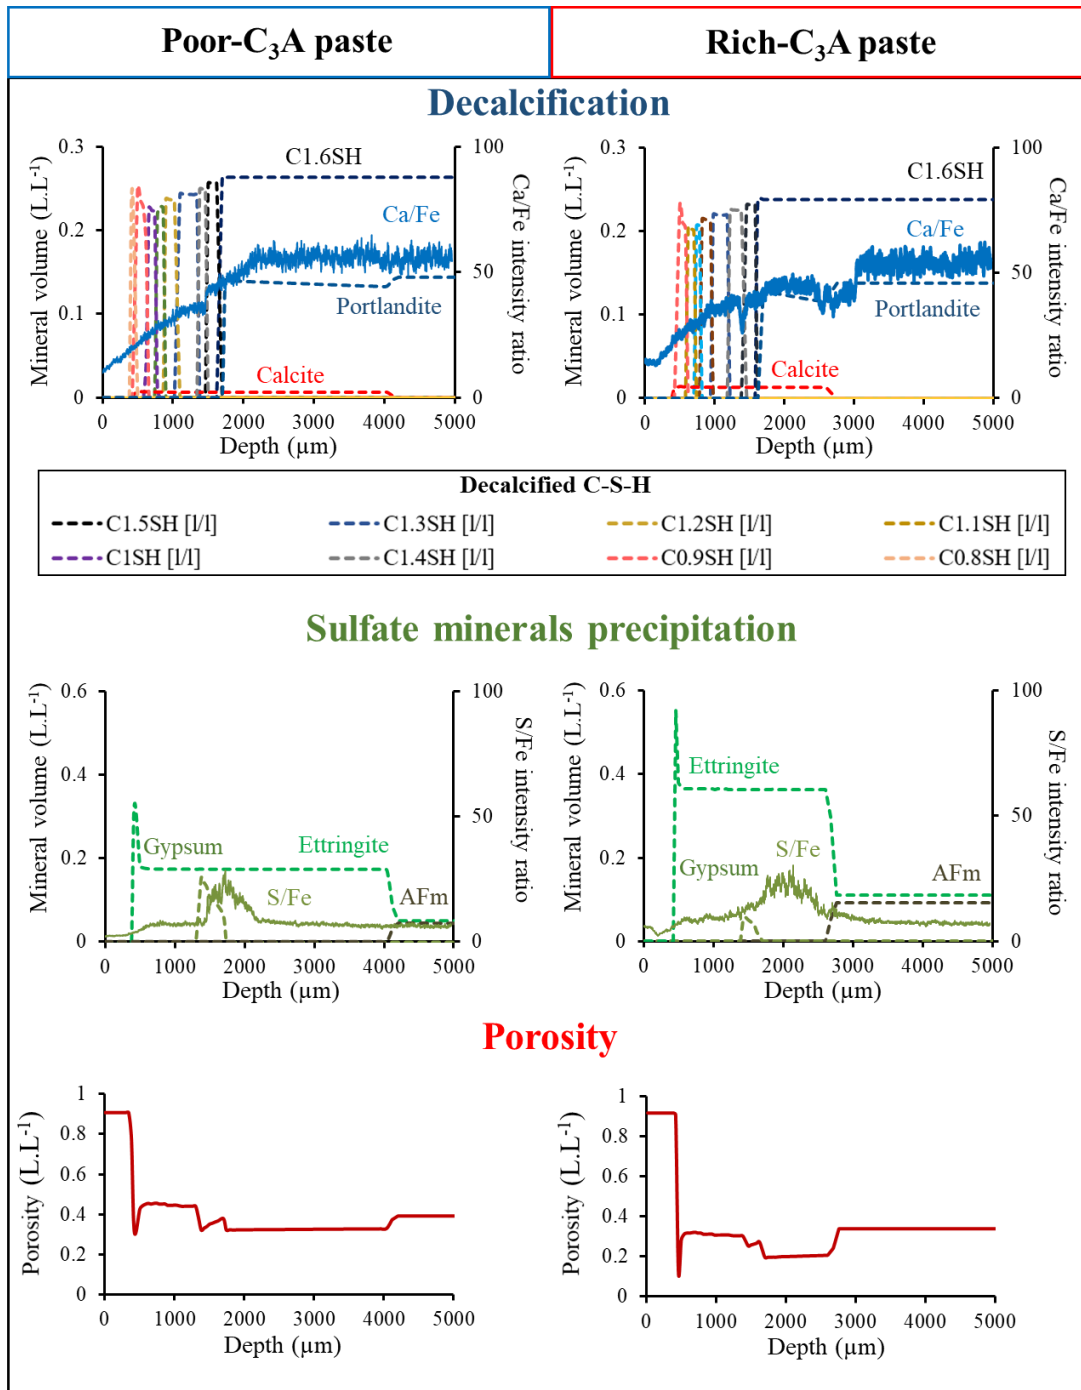 Poor-C₃A paste
Rich-C₃A paste
Decalcification
Mineral volume (L.L⁻¹)
0.3
0.2
0.1
0
100
50
0
Ca/Fe intensity ratio
C1.6SH
Ca/Fe
Portlandite
Calcite
0 1000 2000 3000 4000 5000
Depth (µm)
Mineral volume (L.L⁻¹)
0.3
0.2
0.1
0
100
50
0
Ca/Fe intensity ratio
C1.6SH
Ca/Fe
Portlandite
Calcite
0 1000 2000 3000 4000 5000
Depth (µm)
Decalcified C-S-H
C1.5SH [l/l] C1.3SH [l/l] C1.2SH [l/l] C1.1SH [l/l]
C1SH [l/l] C1.4SH [l/l] C0.9SH [l/l] C0.8SH [l/l]
Sulfate minerals precipitation
Mineral volume (L.L⁻¹)
0.6
0.4
0.2
0
100
50
0
S/Fe intensity ratio
Gypsum
Ettringite
S/Fe
AFm
0 1000 2000 3000 4000 5000
Depth (µm)
Mineral volume (L.L⁻¹)
0.6
0.4
0.2
0
100
50
0
S/Fe intensity ratio
Ettringite
Gypsum
S/Fe
AFm
0 1000 2000 3000 4000 5000
Depth (µm)
Porosity
Porosity (L.L⁻¹)
1
0.8
0.6
0.4
0.2
0
0 1000 2000 3000 4000 5000
Depth (µm)
Porosity (L.L⁻¹)
1
0.8
0.6
0.4
0.2
0
0 1000 2000 3000 4000 5000
Depth (µm)